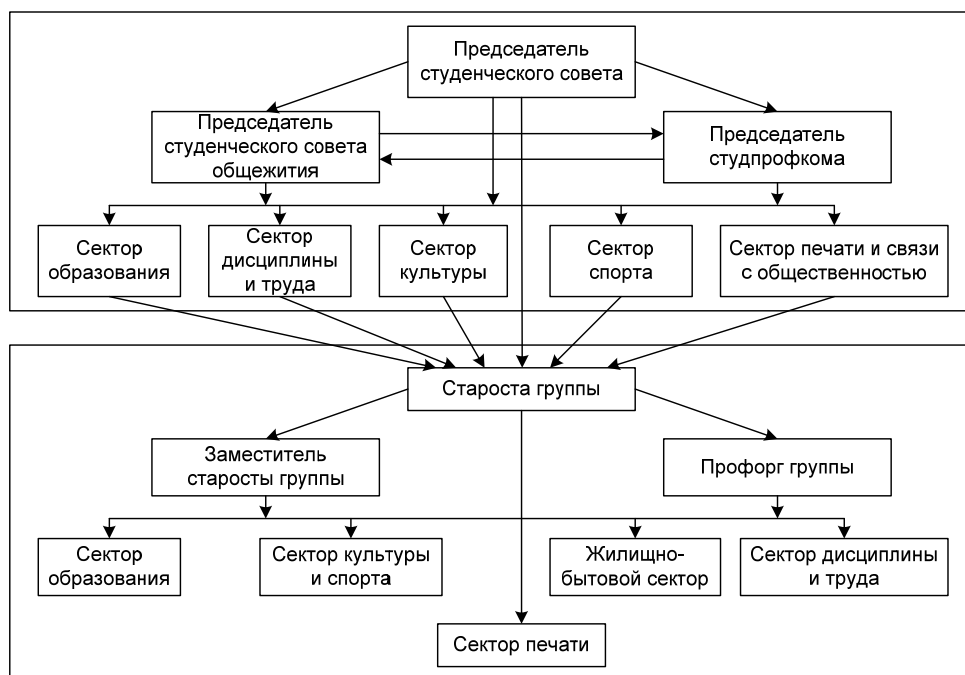 Председатель
студенческого совета
Председатель
студенческого совета
общежития
Председатель
студпрофкома
Сектор
образования
Сектор
дисциплины
и труда
Сектор
культуры
Сектор
спорта
Сектор печати и связи
с общественностью
Староста группы
Заместитель
старосты группы
Профорг группы
Сектор
образования
Сектор культуры
и спорта
Жилищно-
бытовой сектор
Сектор дисциплины
и труда
Сектор печати